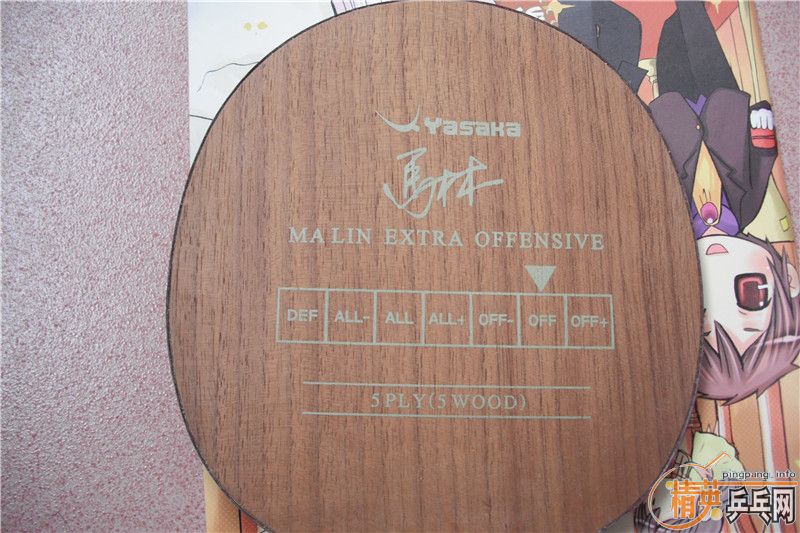 Yasaka
馬林
MA LIN EXTRA OFFENSIVE
DEF ALL- ALL ALL+ OFF- OFF OFF+
5 PLY (5 WOOD)
pingpang.info
精英乒乓网